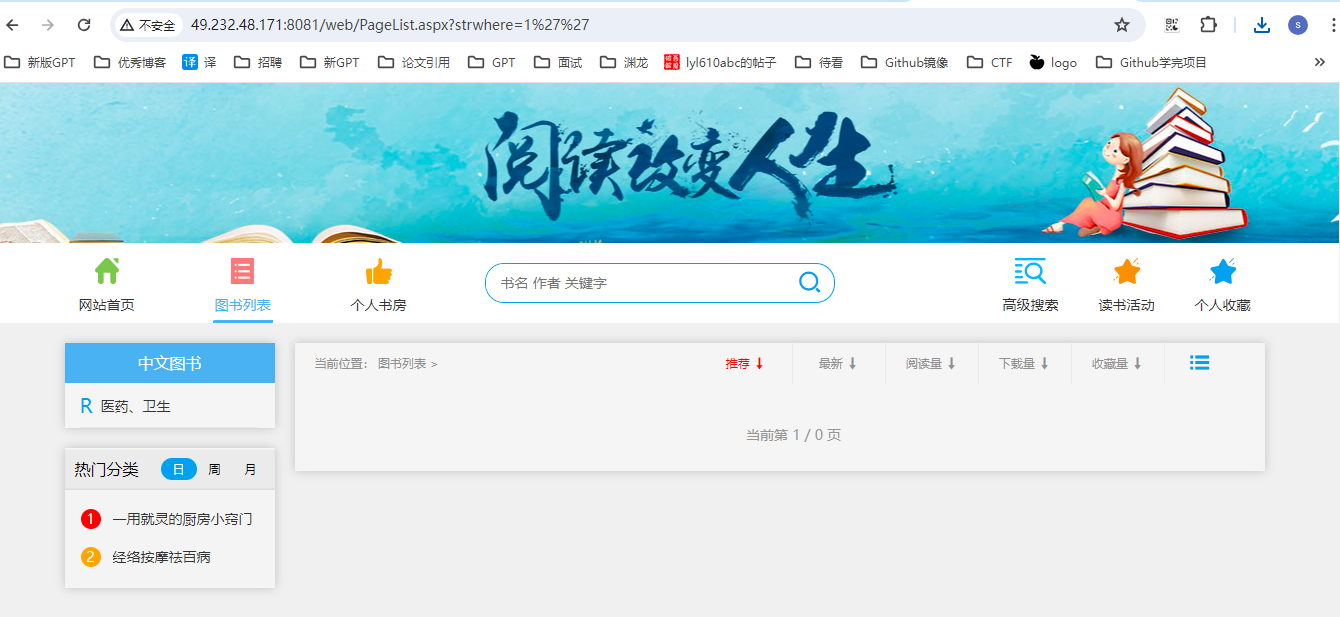 不安全 49.232.48.171:8081/web/PageList.aspx?strwhere=1%27%27
S
新版GPT 优秀博客 译 译 招聘 新GPT 论文引用 GPT 面试 渊龙 破吾爱解 lyl610abc的帖子 待看 Github镜像 CTF logo Github学完项目 »
阅读改变人生
网站首页 图书列表 个人书房 书名 作者 关键字 高级搜索 读书活动 个人收藏
中文图书
R 医药、卫生
热门分类 日 周 月
1 一用就灵的厨房小窍门
2 经络按摩祛百病
当前位置: 图书列表 > 推荐 最新 阅读量 下载量 收藏量
当前第 1 / 0 页